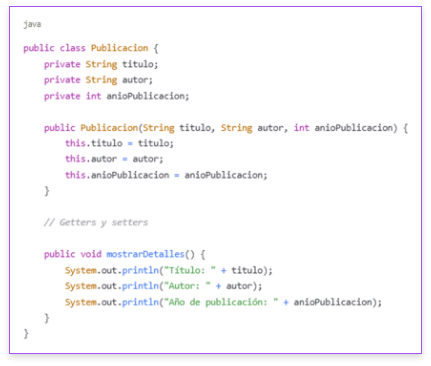 java
public class Publicacion {
private String titulo;
private String autor;
private int anioPublicacion;
public Publicacion(String titulo, String autor, int anioPublicacion) {
this.titulo = titulo;
this.autor = autor;
this.anioPublicacion = anioPublicacion;
}
// Getters y setters
public void mostrarDetalles() {
System.out.println("Título: " + titulo);
System.out.println("Autor: " + autor);
System.out.println("Año de publicación: " + anioPublicacion);
}
}